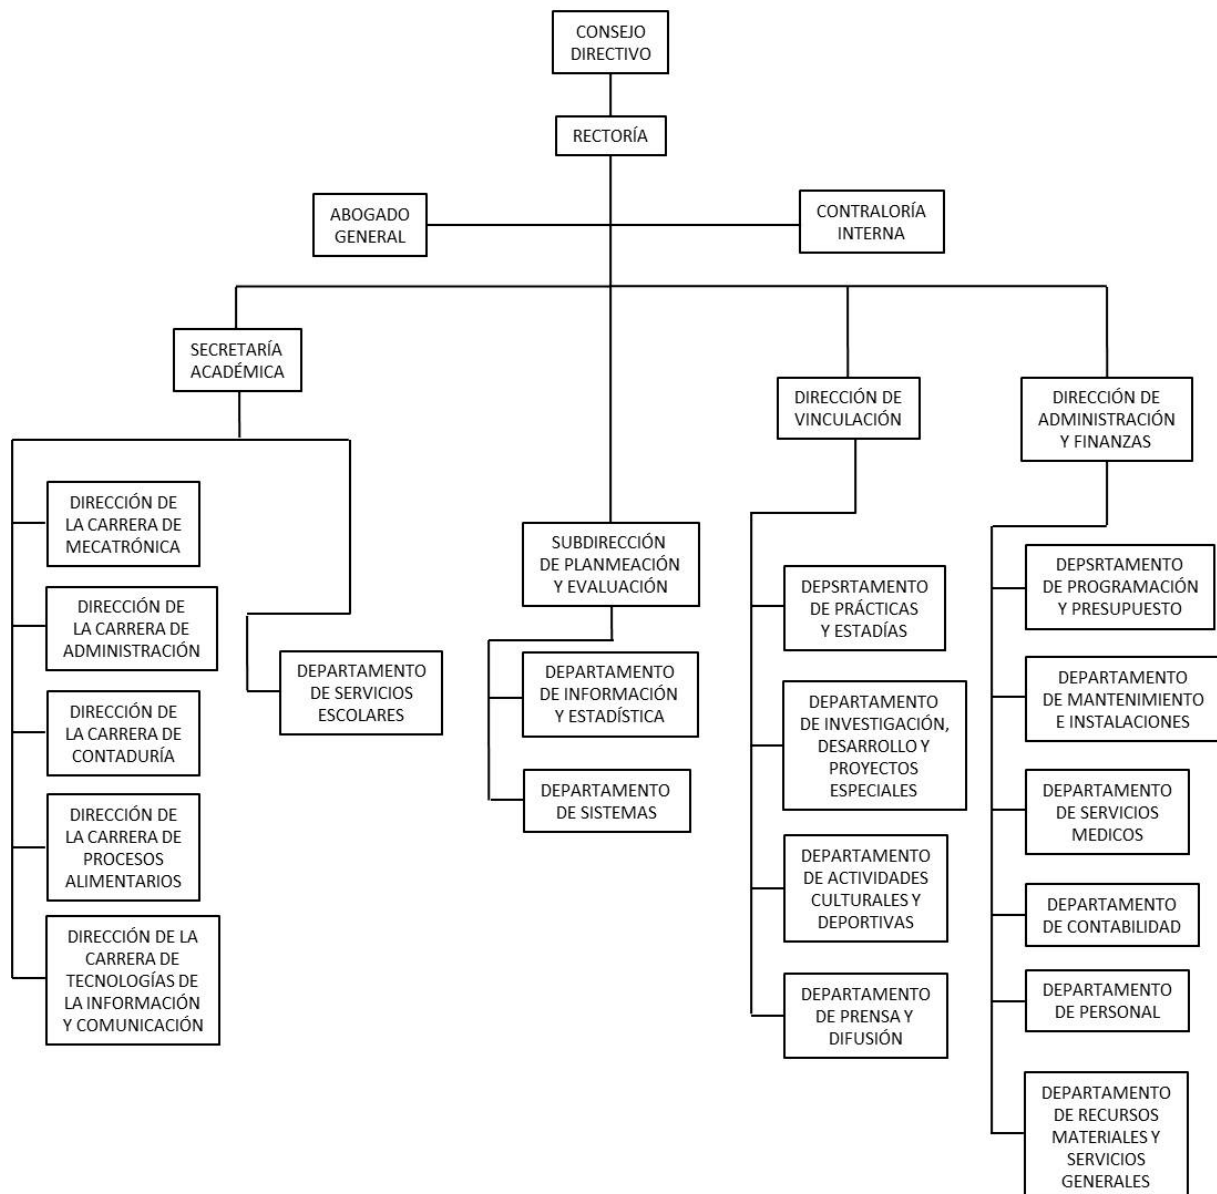 CONSEJO
DIRECTIVO
RECTORÍA
ABOGADO
GENERAL
CONTRALORÍA
INTERNA
SECRETARÍA
ACADÉMICA
DIRECCIÓN DE
VINCULACIÓN
DIRECCIÓN DE
ADMINISTRACIÓN
Y FINANZAS
DIRECCIÓN DE
LA CARRERA DE
MECATRÓNICA
DIRECCIÓN DE
LA CARRERA DE
ADMINISTRACIÓN
DIRECCIÓN DE
LA CARRERA DE
CONTADURÍA
DIRECCIÓN DE
LA CARRERA DE
PROCESOS
ALIMENTARIOS
DIRECCIÓN DE LA
CARRERA DE
TECNOLOGÍAS DE
LA INFORMACIÓN
Y COMUNICACIÓN
DEPARTAMENTO
DE SERVICIOS
ESCOLARES
SUBDIRECCIÓN
DE PLANMEACIÓN
Y EVALUACIÓN
DEPARTAMENTO
DE INFORMACIÓN
Y ESTADÍSTICA
DEPARTAMENTO
DE SISTEMAS
DEPSRTAMENTO
DE PRÁCTICAS
Y ESTADÍAS
DEPARTAMENTO
DE INVESTIGACIÓN,
DESARROLLO Y
PROYECTOS
ESPECIALES
DEPARTAMENTO
DE ACTIVIDADES
CULTURALES Y
DEPORTIVAS
DEPARTAMENTO
DE PRENSA Y
DIFUSIÓN
DEPSRTAMENTO
DE PROGRAMACIÓN
Y PRESUPUESTO
DEPARTAMENTO
DE MANTENIMIENTO
E INSTALACIONES
DEPARTAMENTO
DE SERVICIOS
MEDICOS
DEPARTAMENTO
DE CONTABILIDAD
DEPARTAMENTO
DE PERSONAL
DEPARTAMENTO
DE RECURSOS
MATERIALES Y
SERVICIOS
GENERALES